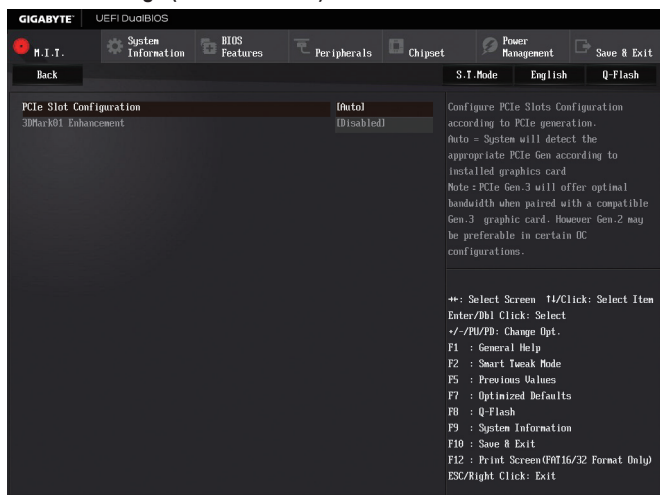 GIGABYTE™ UEFI DualBIOS
M.I.T. System Information BIOS Features Peripherals Chipset Power Management Save & Exit
Back S.T.Mode English Q-Flash
PCIe Slot Configuration [Auto]
3DMark01 Enhancement [Disabled]
Configure PCIe Slots Configuration
according to PCIe generation.
Auto = System will detect the
appropriate PCIe Gen according to
installed graphics card
Note : PCIe Gen.3 will offer optimal
bandwidth when paired with a compatible
Gen.3 graphic card. However Gen.2 may
be preferable in certain OC
configurations.
→←: Select Screen ↑↓/Click: Select Item
Enter/Dbl Click: Select
+/-/PU/PD: Change Opt.
F1 : General Help
F2 : Smart Tweak Mode
F5 : Previous Values
F7 : Optimized Defaults
F8 : Q-Flash
F9 : System Information
F10 : Save & Exit
F12 : Print Screen(FAT16/32 Format Only)
ESC/Right Click: Exit